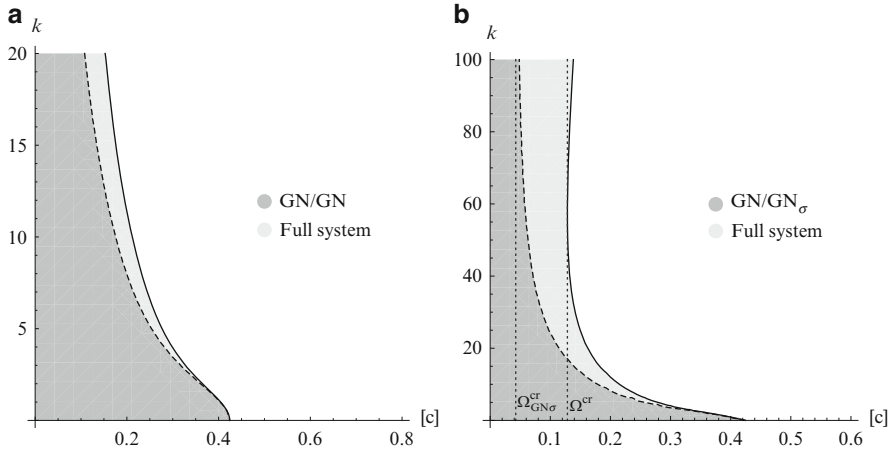 a
k
20
15
10
5
0.2
0.4
0.6
0.8
[c]
GN/GN
Full system
b
k
100
80
60
40
20
0.1
0.2
0.3
0.4
0.5
0.6
[c]
GN/GNσ
Full system
Ω^cr_GNσ
Ω^cr